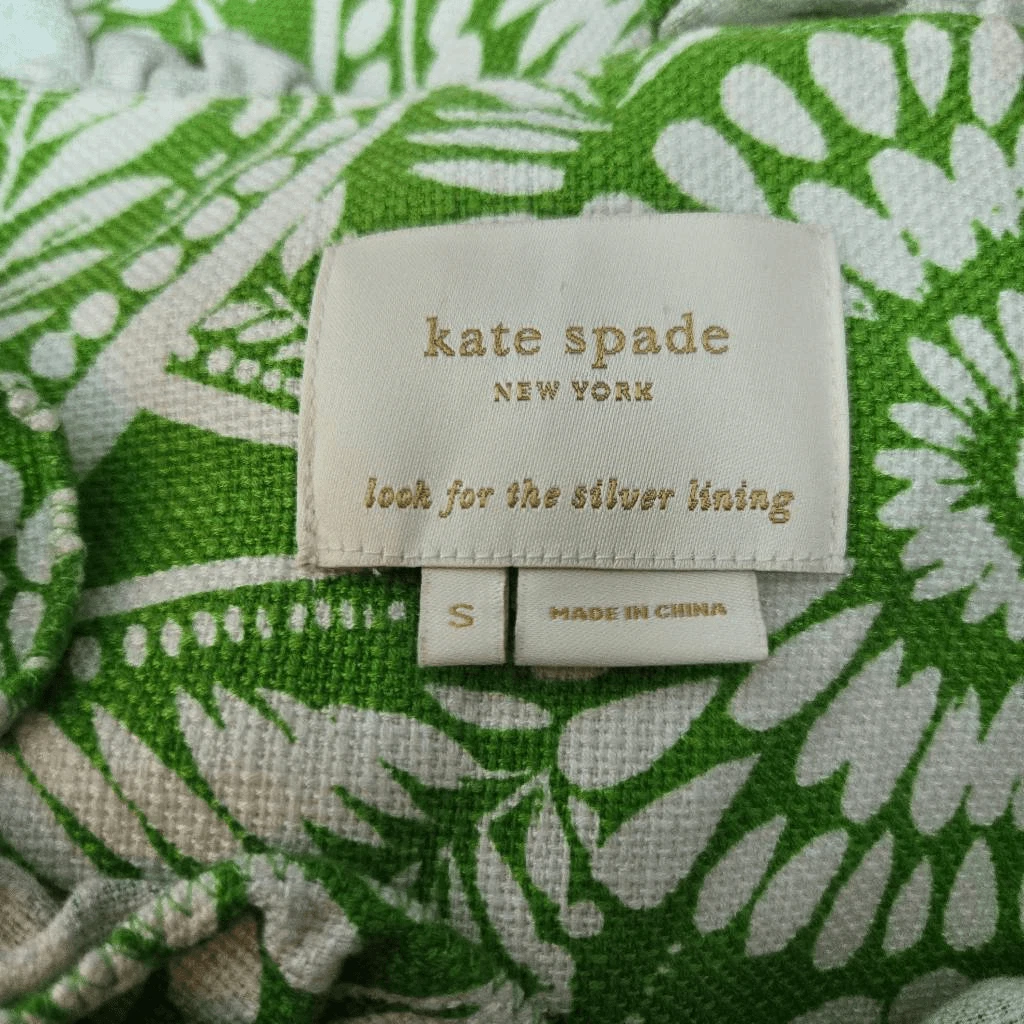 kate spade
NEW YORK
look for the silver lining
S
MADE IN CHINA